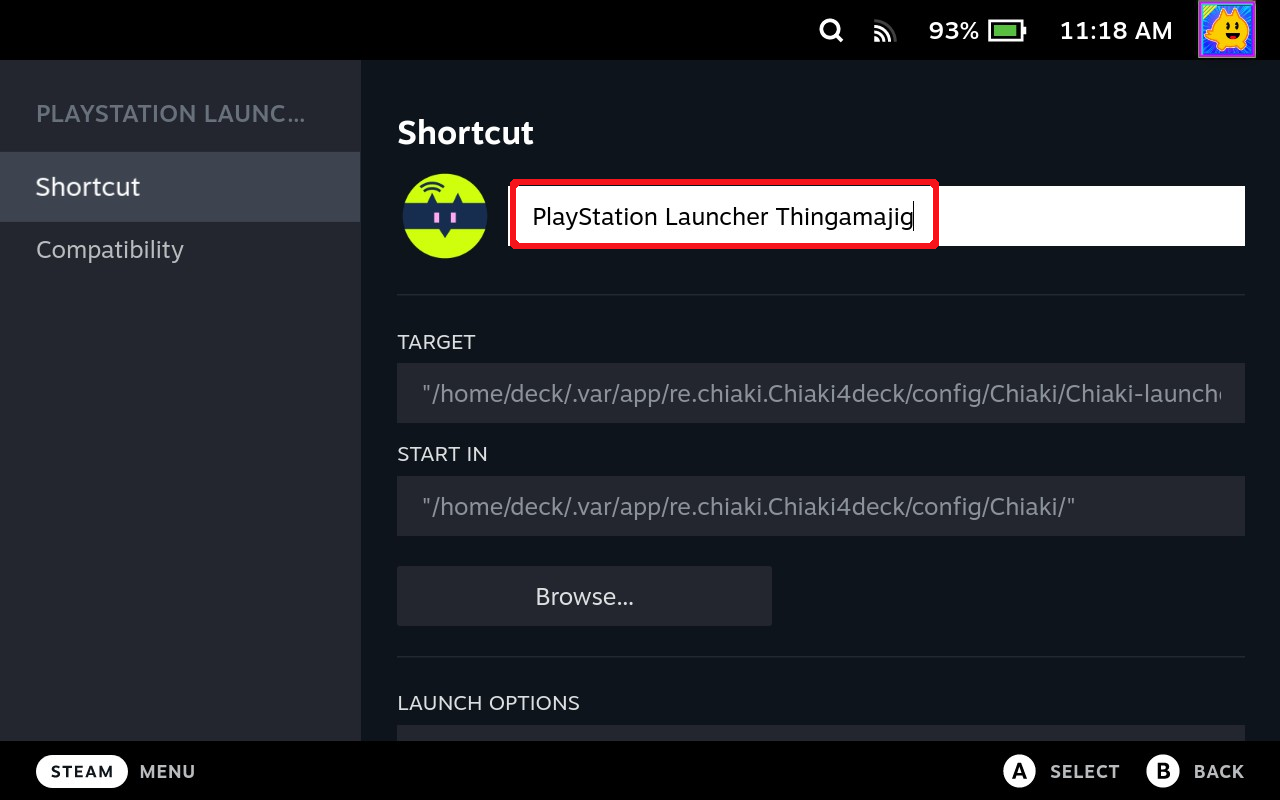 93% 11:18 AM
PLAYSTATION LAUNC...
Shortcut
Compatibility
Shortcut
PlayStation Launcher Thingamajig
TARGET
"/home/deck/.var/app/re.chiaki.Chiaki4deck/config/Chiaki/Chiaki-launche
START IN
"/home/deck/.var/app/re.chiaki.Chiaki4deck/config/Chiaki/"
Browse...
LAUNCH OPTIONS
STEAM MENU
A SELECT B BACK